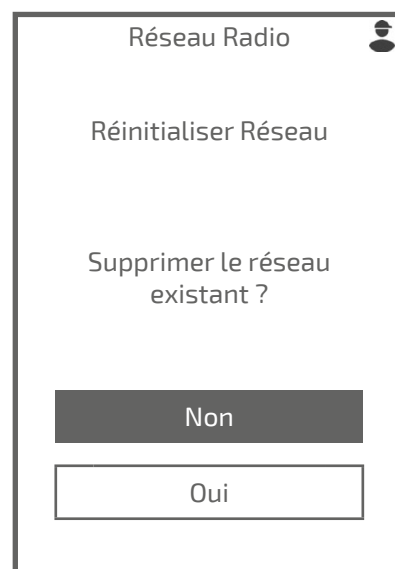 Réseau Radio
Réinitialiser Réseau
Supprimer le réseau
existant ?
Non
Oui